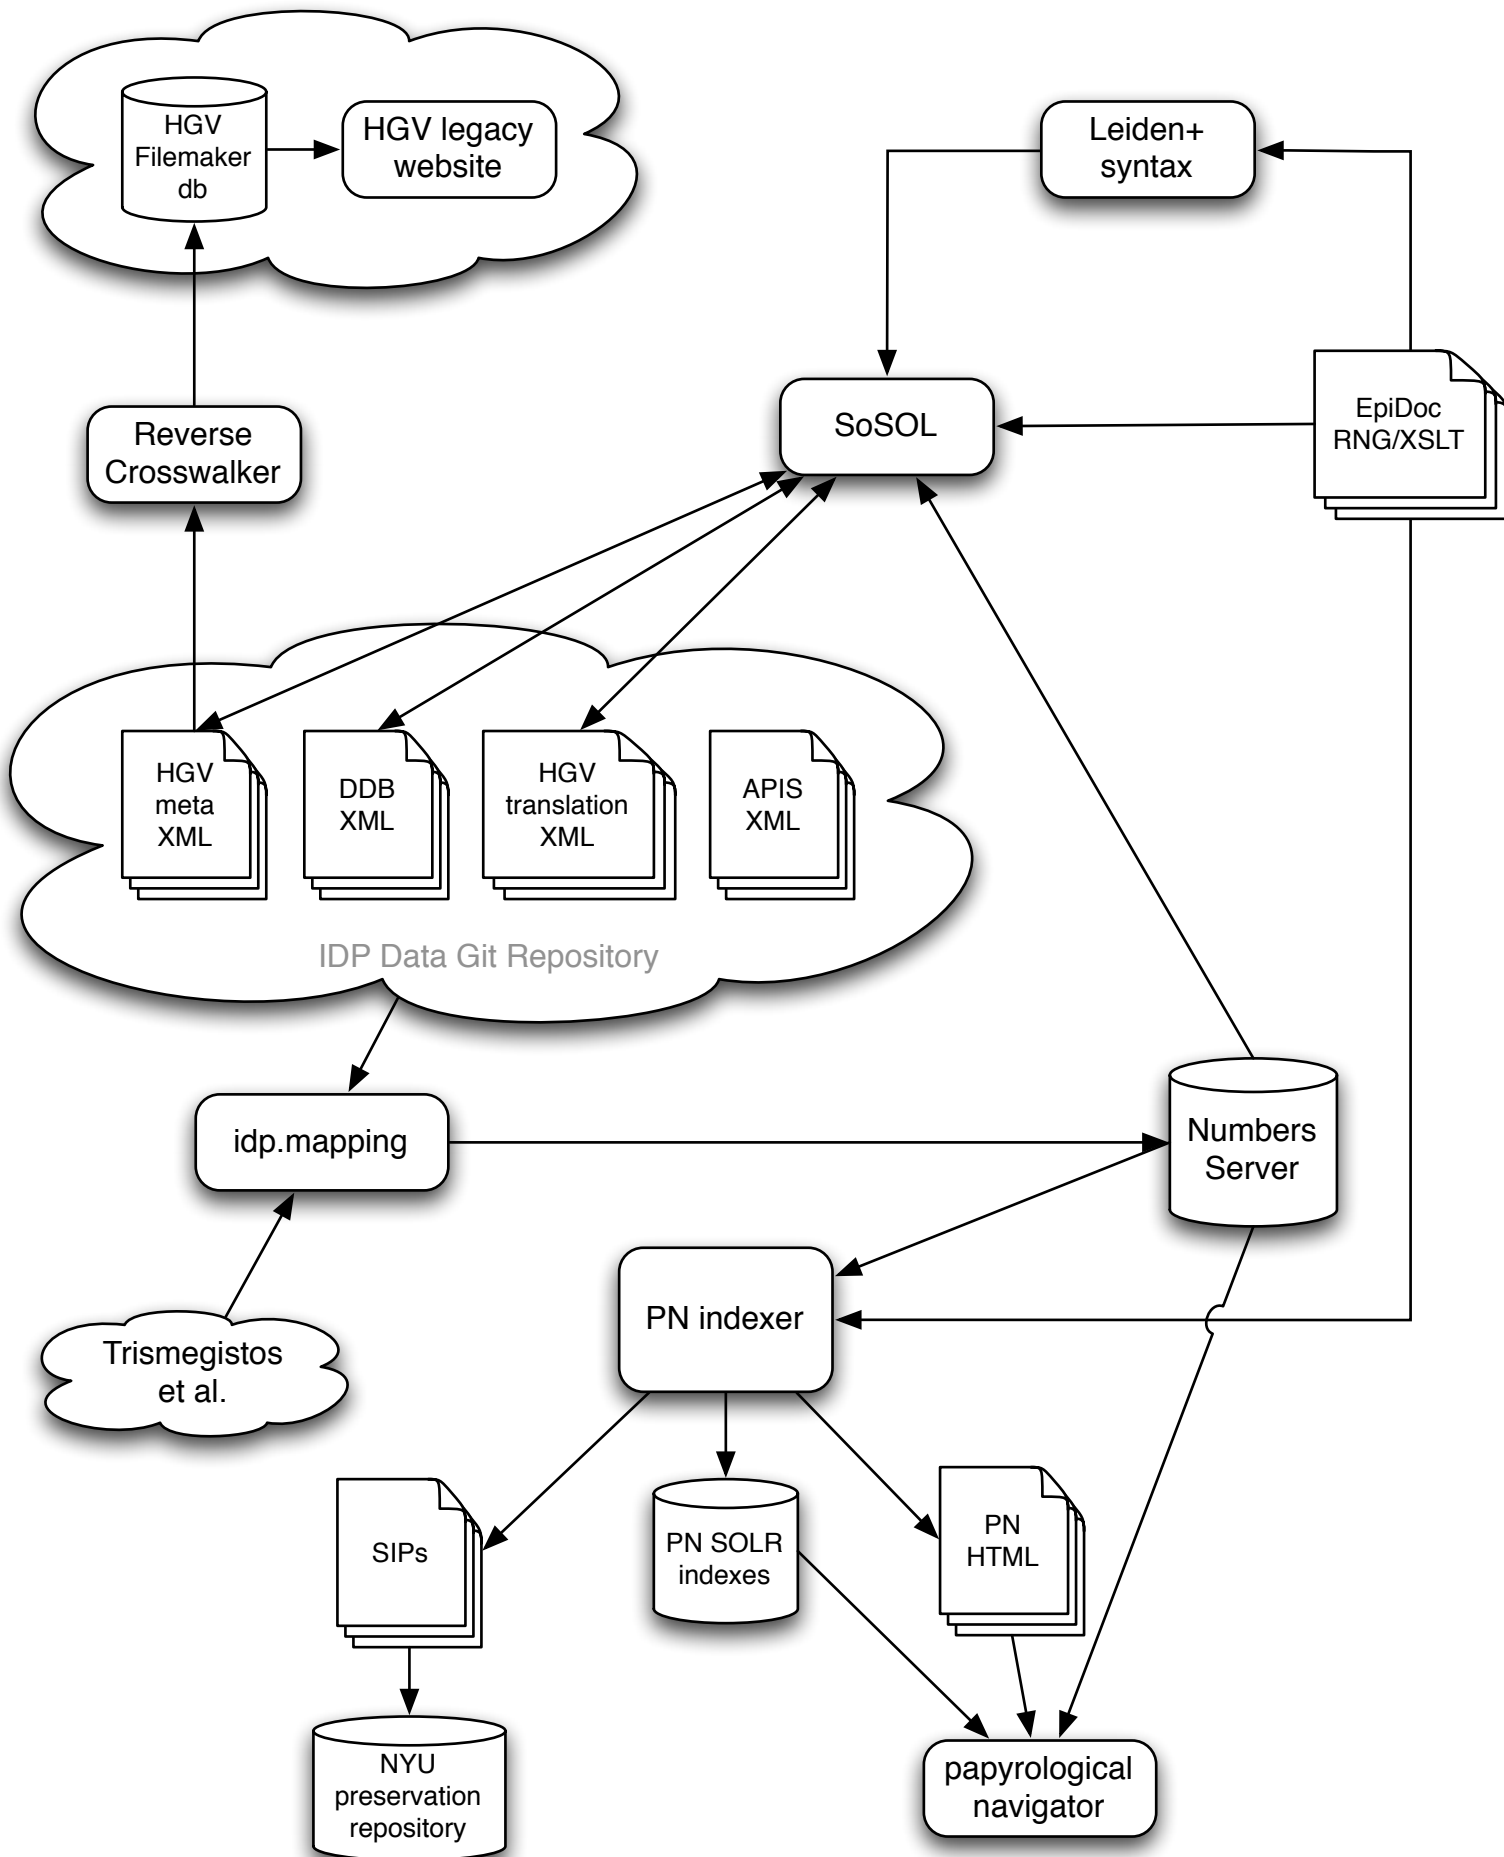 HGV
Filemaker
db
HGV legacy
website
Leiden+
syntax
Reverse
Crosswalker
SoSOL
EpiDoc
RNG/XSLT
HGV
meta
XML
DDB
XML
HGV
translation
XML
APIS
XML
IDP Data Git Repository
idp.mapping
Numbers
Server
Trismegistos
et al.
PN indexer
SIPs
PN SOLR
indexes
PN
HTML
NYU
preservation
repository
papyrological
navigator